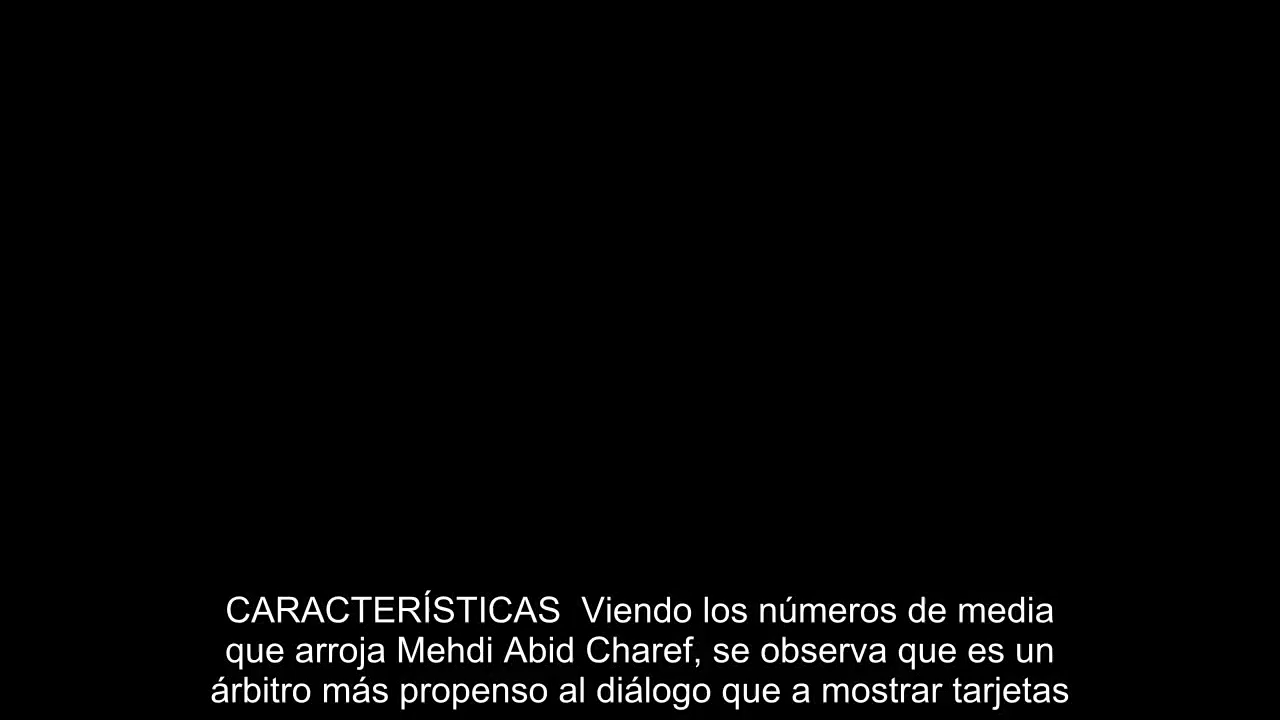 CARACTERÍSTICAS  Viendo los números de media
que arroja Mehdi Abid Charef, se observa que es un
árbitro más propenso al diálogo que a mostrar tarjetas